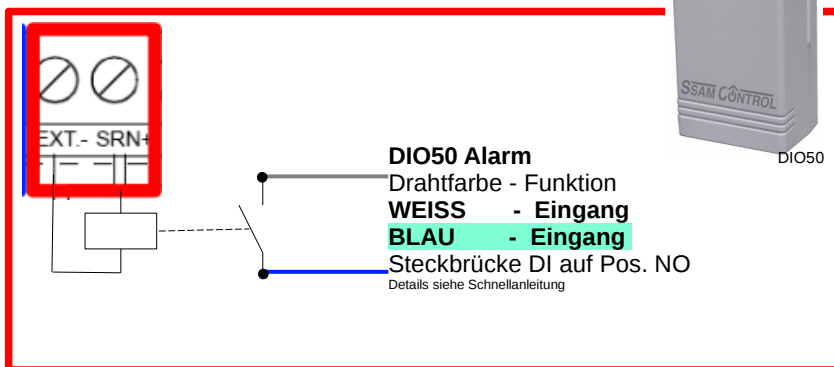 SSAM CONTROL
EXT.- SRN+
DIO50
DIO50 Alarm
Drahtfarbe - Funktion
WEISS - Eingang
BLAU - Eingang
Steckbrücke DI auf Pos. NO
Details siehe Schnellanleitung